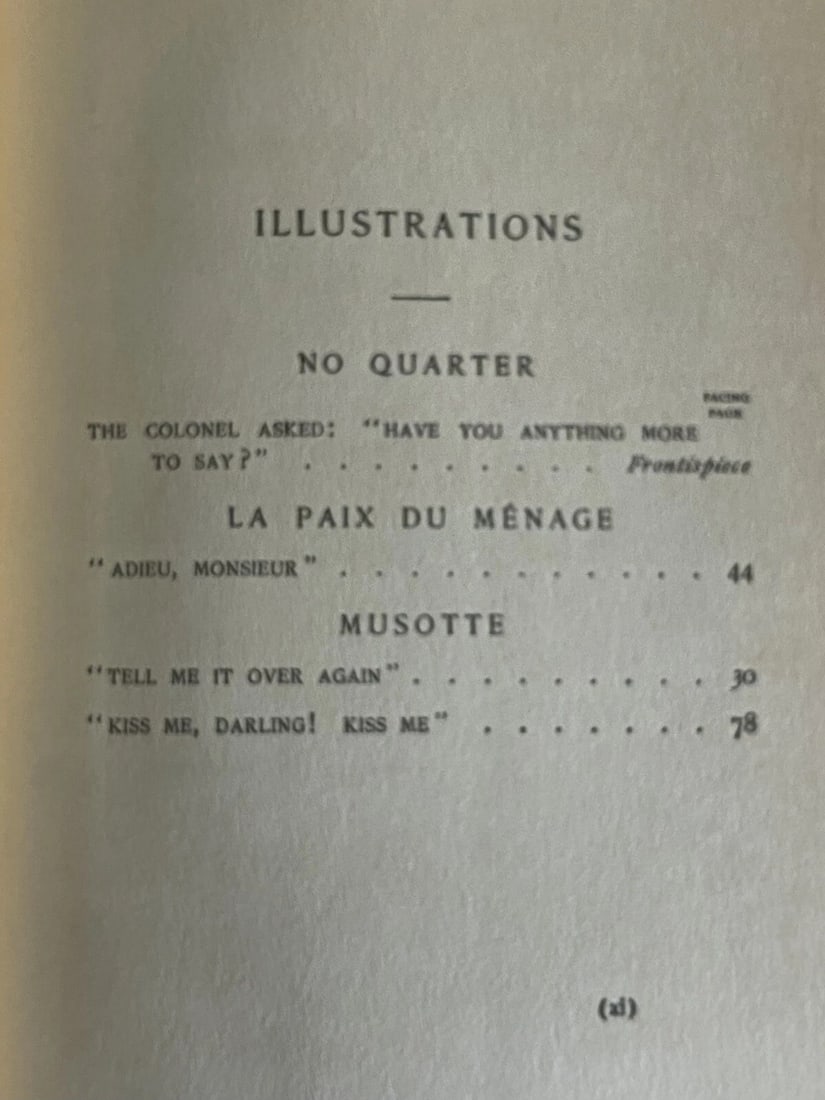 ILLUSTRATIONS
NO QUARTER
FACING
PAGE
THE COLONEL ASKED: "HAVE YOU ANYTHING MORE
TO SAY?" . . . . . . . . . Frontispiece
LA PAIX DU MÉNAGE
"ADIEU, MONSIEUR" . . . . . . . . . . . 44
MUSOTTE
"TELL ME IT OVER AGAIN" . . . . . . . . . 30
"KISS ME, DARLING! KISS ME" . . . . . . . 78
(xi)